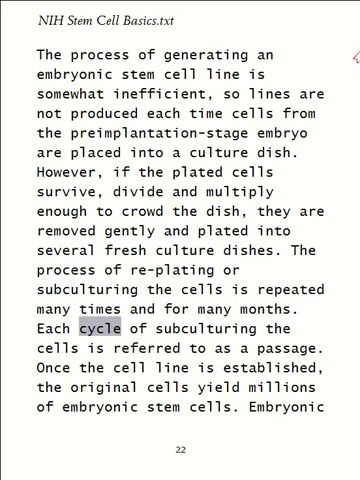 NIH Stem Cell Basics.txt
The process of generating an
embryonic stem cell line is
somewhat inefficient, so lines are
not produced each time cells from
the preimplantation-stage embryo
are placed into a culture dish.
However, if the plated cells
survive, divide and multiply
enough to crowd the dish, they are
removed gently and plated into
several fresh culture dishes. The
process of re-plating or
subculturing the cells is repeated
many times and for many months.
Each cycle of subculturing the
cells is referred to as a passage.
Once the cell line is established,
the original cells yield millions
of embryonic stem cells. Embryonic
22